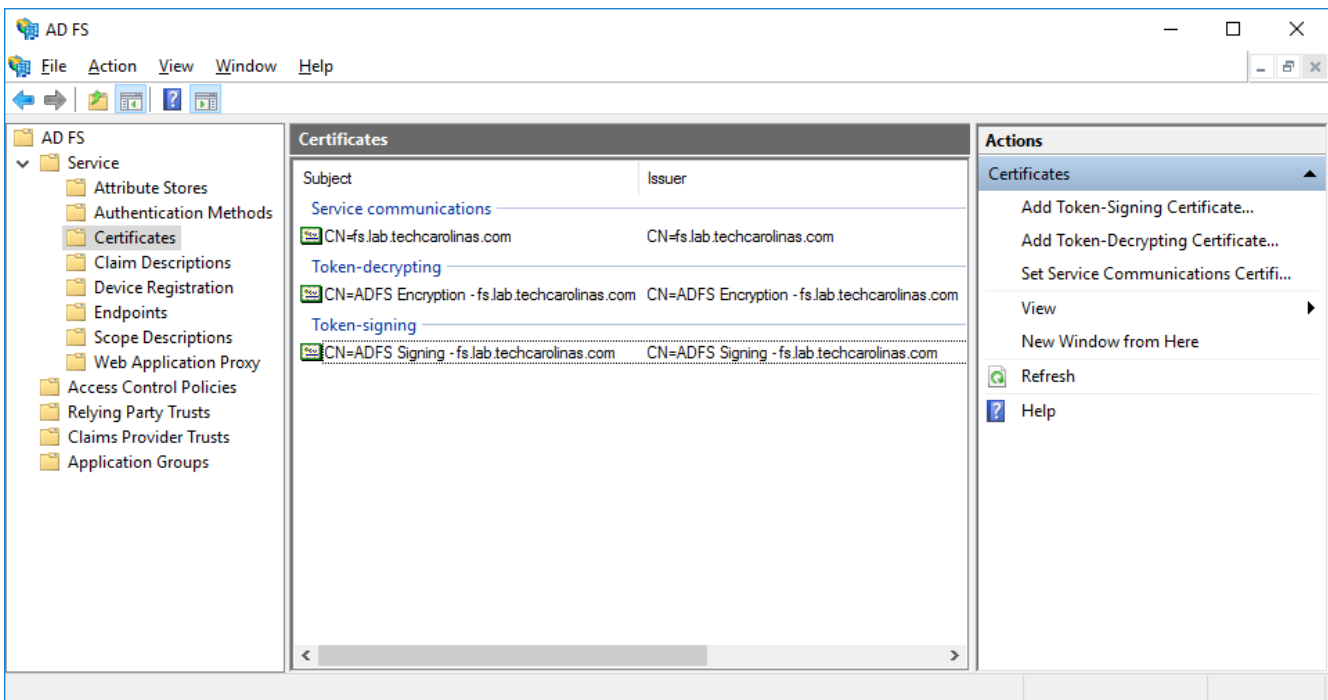 AD FS
File Action View Window Help
AD FS
Service
Attribute Stores
Authentication Methods
Certificates
Claim Descriptions
Device Registration
Endpoints
Scope Descriptions
Web Application Proxy
Access Control Policies
Relying Party Trusts
Claims Provider Trusts
Application Groups
Certificates
Subject Issuer
Service communications
CN=fs.lab.techcarolinas.com CN=fs.lab.techcarolinas.com
Token-decrypting
CN=ADFS Encryption - fs.lab.techcarolinas.com CN=ADFS Encryption - fs.lab.techcarolinas.com
Token-signing
CN=ADFS Signing - fs.lab.techcarolinas.com CN=ADFS Signing - fs.lab.techcarolinas.com
Actions
Certificates
Add Token-Signing Certificate...
Add Token-Decrypting Certificate...
Set Service Communications Certifi...
View
New Window from Here
Refresh
Help